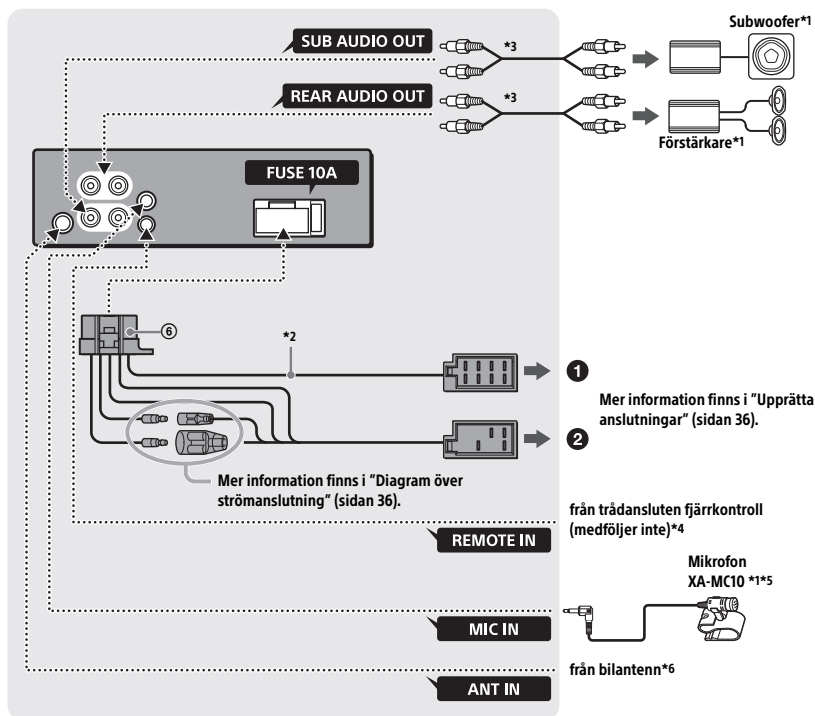 Subwoofer*1
SUB AUDIO OUT
*3
REAR AUDIO OUT
*3
Förstärkare*1
FUSE 10A
⑥
*2
❶
Mer information finns i "Upprätta
anslutningar" (sidan 36).
❷
Mer information finns i "Diagram över
strömanslutning" (sidan 36).
från trådansluten fjärrkontroll
(medföljer inte)*4
REMOTE IN
Mikrofon
XA-MC10 *1*5
MIC IN
från bilantenn*6
ANT IN